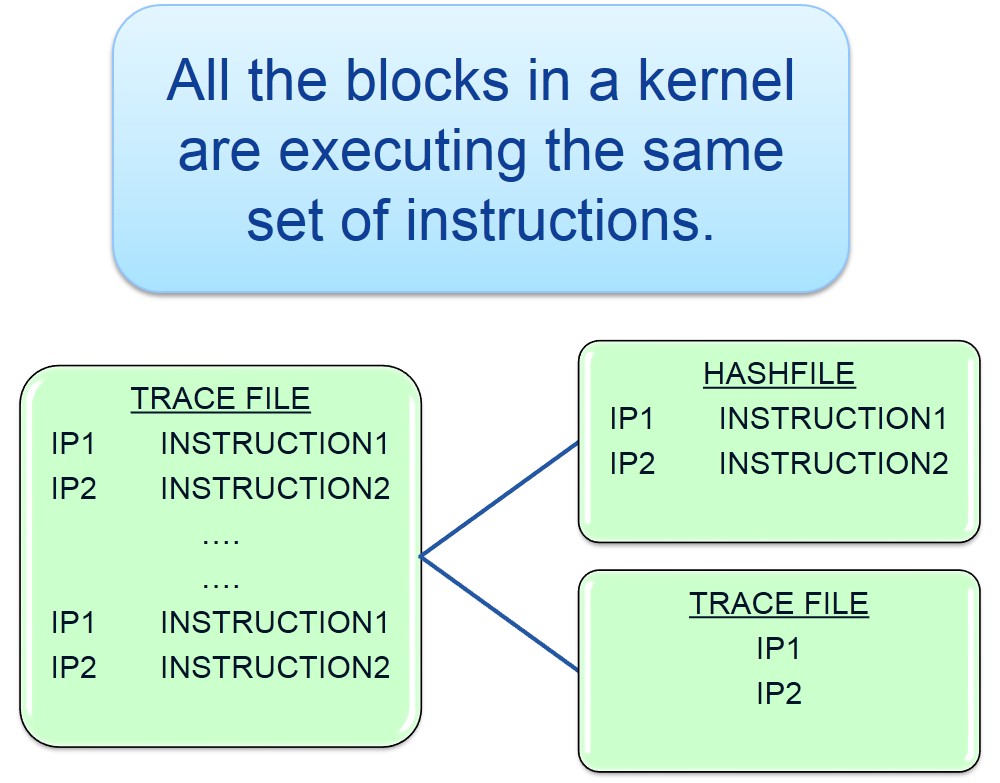 All the blocks in a kernel
are executing the same
set of instructions.
TRACE FILE
IP1 INSTRUCTION1
IP2 INSTRUCTION2
....
....
IP1 INSTRUCTION1
IP2 INSTRUCTION2
HASHFILE
IP1 INSTRUCTION1
IP2 INSTRUCTION2
TRACE FILE
IP1
IP2